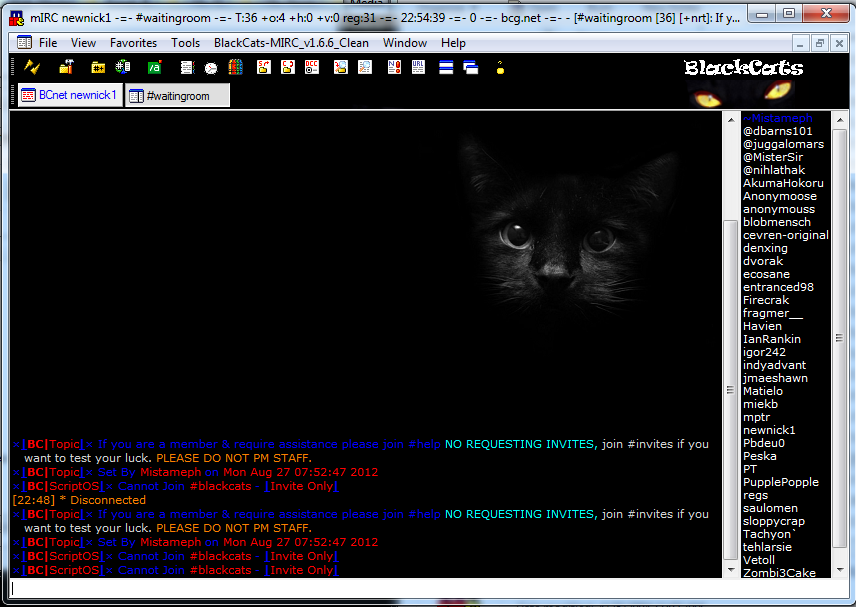 mIRC newnick1 -=- #waitingroom -=- T:36 +o:4 +h:0 +v:0 reg:31 -=- 22:54:39 -=- 0 -=- bcg.net -=- - [#waitingroom [36] [+nrt]: If y...
File View Favorites Tools BlackCats-MIRC_v1.6.6_Clean Window Help
BlackCats
BCnet newnick1 #waitingroom
×[BC|Topic]× If you are a member & require assistance please join #help NO REQUESTING INVITES, join #invites if you
want to test your luck. PLEASE DO NOT PM STAFF.
×[BC|Topic]× Set By Mistameph on Mon Aug 27 07:52:47 2012
×[BC|ScriptOS]× Cannot Join #blackcats - [Invite Only]
[22:48] * Disconnected
×[BC|Topic]× If you are a member & require assistance please join #help NO REQUESTING INVITES, join #invites if you
want to test your luck. PLEASE DO NOT PM STAFF.
×[BC|Topic]× Set By Mistameph on Mon Aug 27 07:52:47 2012
×[BC|ScriptOS]× Cannot Join #blackcats - [Invite Only]
×[BC|ScriptOS]× Cannot Join #blackcats - [Invite Only]
~Mistameph
@dbarns101
@juggalomars
@MisterSir
@nihlathak
AkumaHokoru
Anonymoose
anonymouss
blobmensch
cevren-original
denxing
dvorak
ecosane
entranced98
Firecrak
fragmer__
Havien
IanRankin
igor242
indyadvant
jmaeshawn
Matielo
miekb
mptr
newnick1
Pbdeu0
Peska
PT
PupplePopple
regs
saulomen
sloppycrap
Tachyon`
tehlarsie
Vetoll
Zombi3Cake